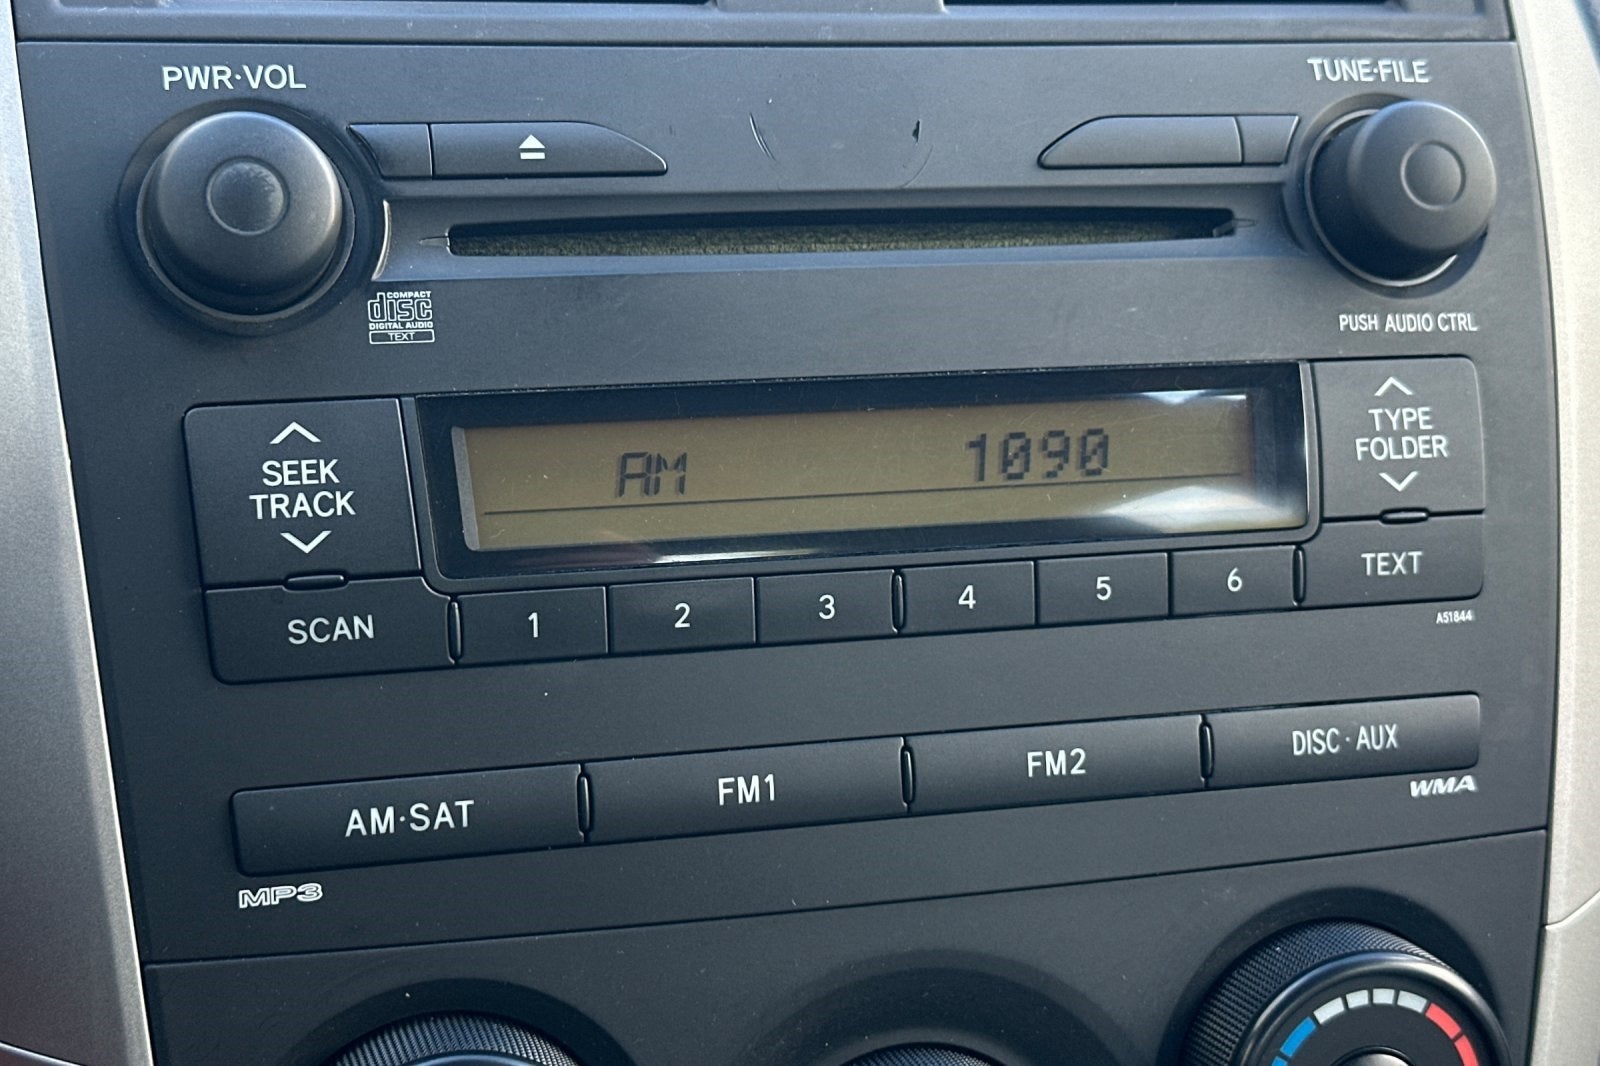 PWR·VOL
TUNE·FILE
COMPACT
disc
DIGITAL AUDIO
TEXT
PUSH AUDIO CTRL
SEEK
TRACK
AM 1090
TYPE
FOLDER
SCAN
1 2 3 4 5 6
TEXT
A51844
AM·SAT
FM1
FM2
DISC·AUX
MP3
WMA